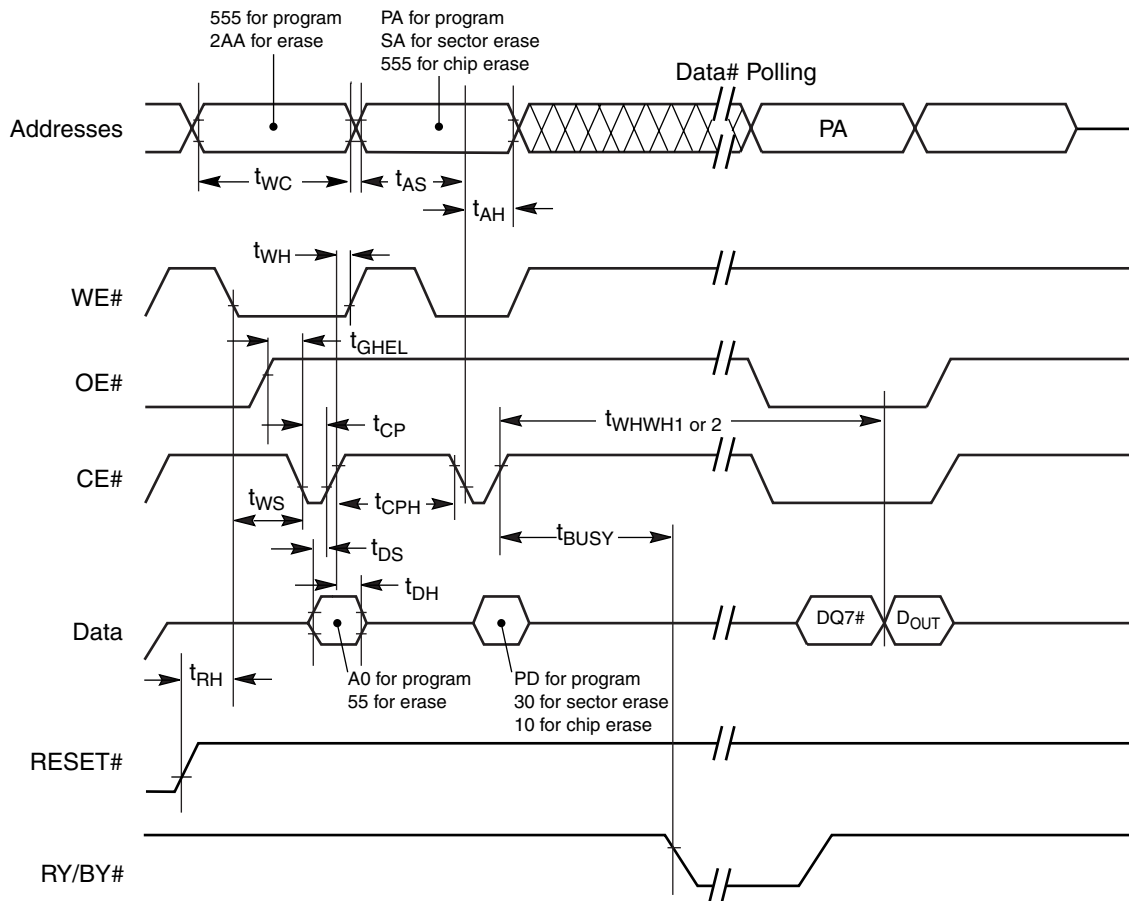 555 for program
2AA for erase
PA for program
SA for sector erase
555 for chip erase
Data# Polling
Addresses
PA
tWC
tAS
tAH
tWH
WE#
tGHEL
OE#
tWHWH1 or 2
tCP
CE#
tWS
tCPH
tBUSY
tDS
tDH
Data
DQ7#
DOUT
tRH
A0 for program
55 for erase
PD for program
30 for sector erase
10 for chip erase
RESET#
RY/BY#